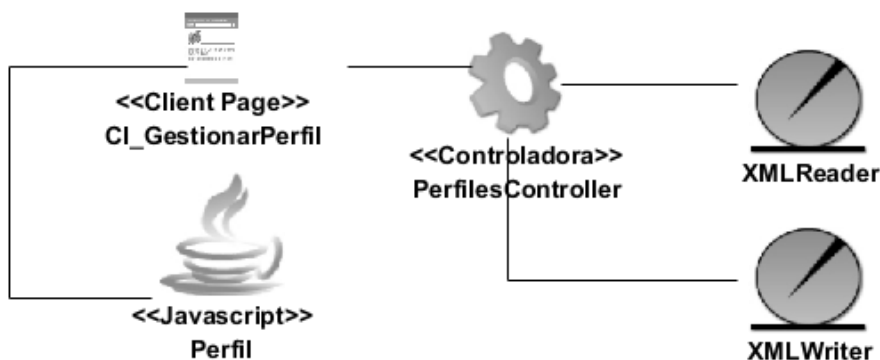 <<Client Page>>
CI_GestionarPerfil
<<Controladora>>
PerfilesController
XMLReader
<<Javascript>>
Perfil
XMLWriter